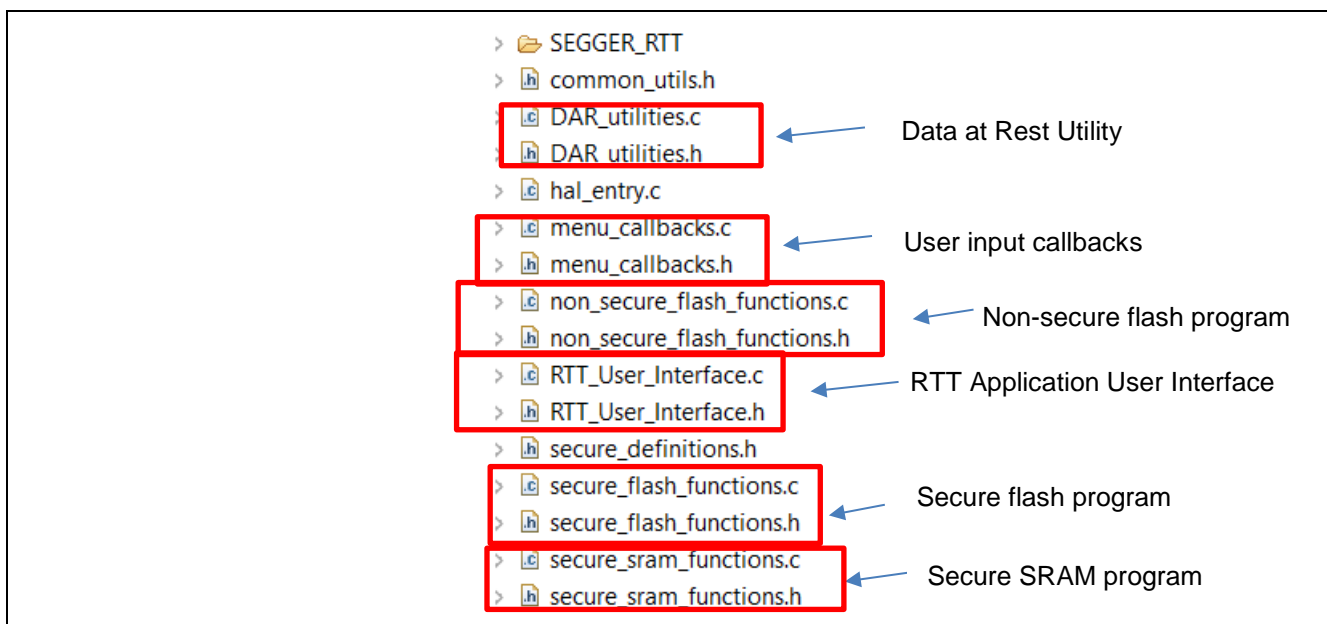 SEGGER_RTT
common_utils.h
DAR_utilities.c
DAR_utilities.h
Data at Rest Utility
hal_entry.c
menu_callbacks.c
menu_callbacks.h
User input callbacks
non_secure_flash_functions.c
non_secure_flash_functions.h
Non-secure flash program
RTT_User_Interface.c
RTT_User_Interface.h
RTT Application User Interface
secure_definitions.h
secure_flash_functions.c
secure_flash_functions.h
Secure flash program
secure_sram_functions.c
secure_sram_functions.h
Secure SRAM program